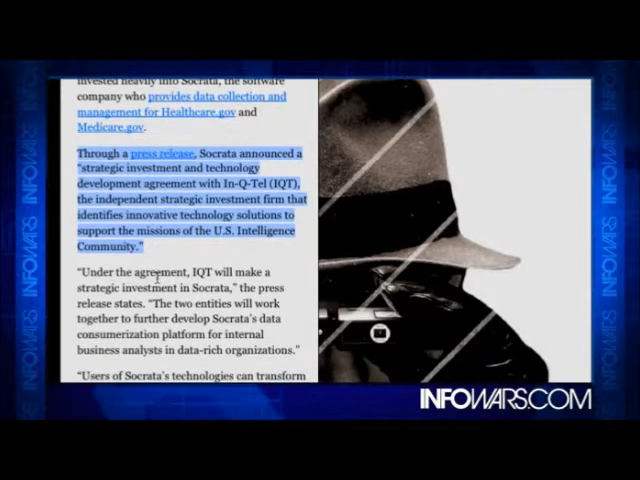 invested heavily into Socrata, the software
company who provides data collection and
management for Healthcare.gov and
Medicare.gov.
Through a press release, Socrata announced a
“strategic investment and technology
development agreement with In-Q-Tel (IQT),
the independent strategic investment firm that
identifies innovative technology solutions to
support the missions of the U.S. Intelligence
Community.”
“Under the agreement, IQT will make a
strategic investment in Socrata,” the press
release states. “The two entities will work
together to further develop Socrata’s data
consumerization platform for internal
business analysts in data-rich organizations.”
“Users of Socrata’s technologies can transform
INFOWARS.COM
INFOWARS
INFOWARS
INFOWARS
INFOWARS